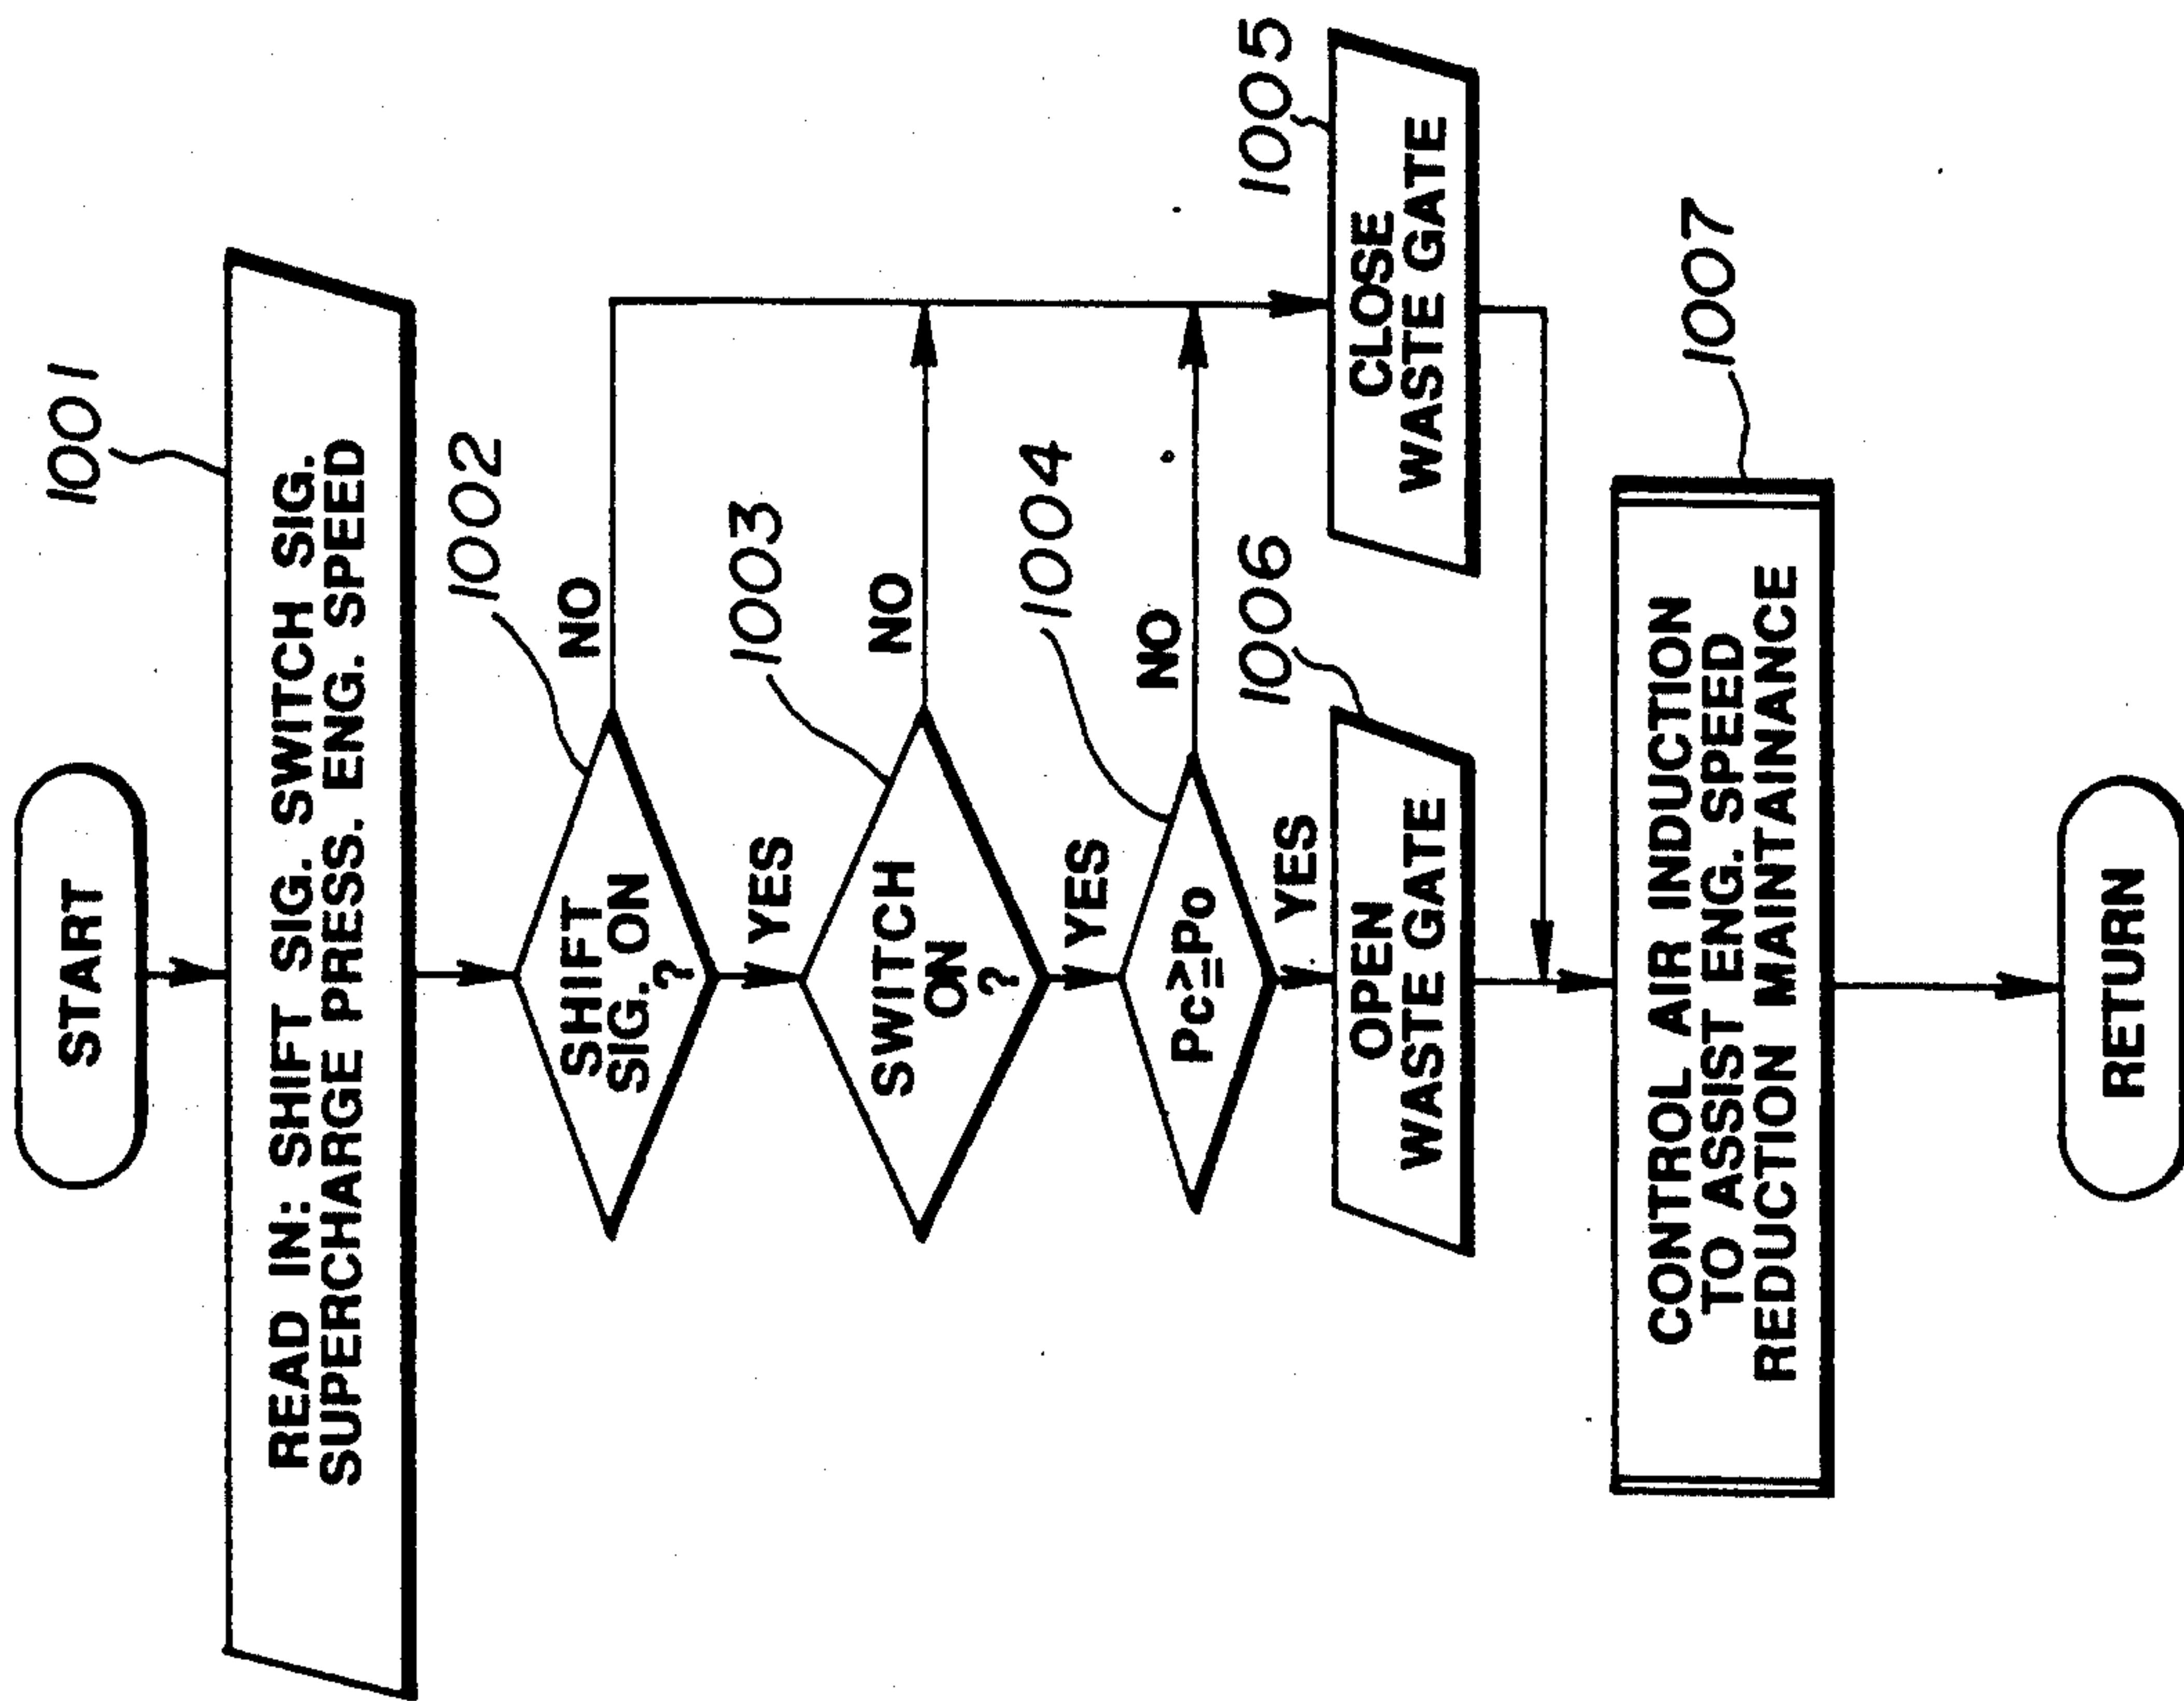 START
1001
READ IN: SHIFT SIG. SWITCH SIG.
SUPERCHARGE PRESS. ENG. SPEED
1002
SHIFT
SIG. ON
?
NO
YES
1003
SWITCH
ON
?
NO
YES
1004
Pc≧Po
NO
YES
1006
OPEN
WASTE GATE
1005
CLOSE
WASTE GATE
1007
CONTROL AIR INDUCTION
TO ASSIST ENG. SPEED
REDUCTION MAINTAINANCE
RETURN